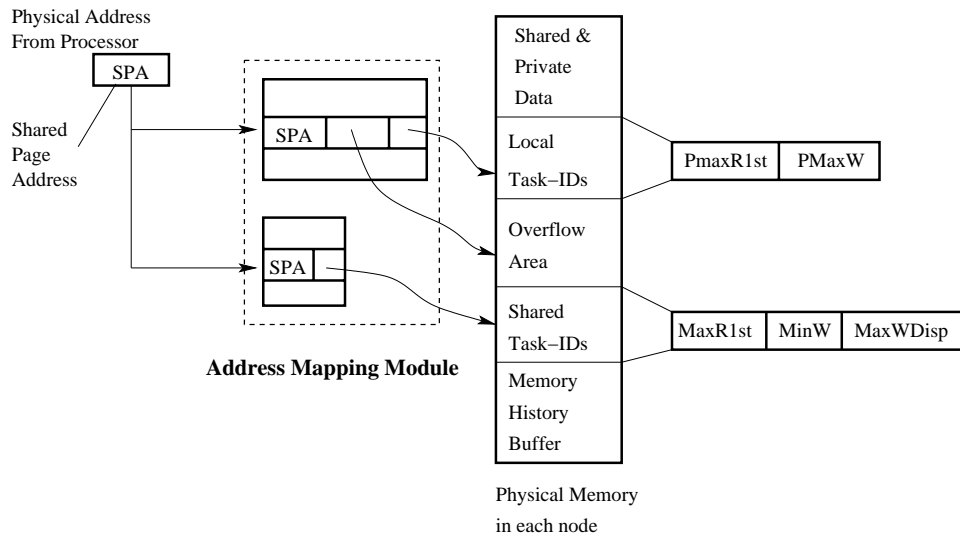 Physical Address
From Processor
SPA
Shared
Page
Address
SPA
SPA
Address Mapping Module
Shared &
Private
Data
Local
Task−IDs
Overflow
Area
Shared
Task−IDs
Memory
History
Buffer
Physical Memory
in each node
PmaxR1st PMaxW
MaxR1st MinW MaxWDisp